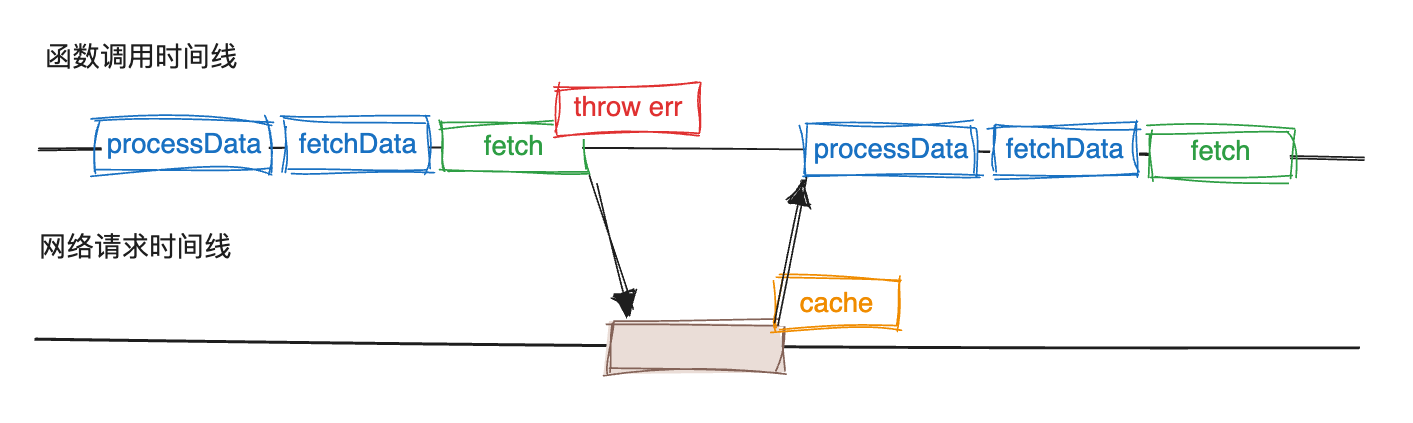 函数调用时间线
throw err
processData
fetchData
fetch
processData
fetchData
fetch
网络请求时间线
cache